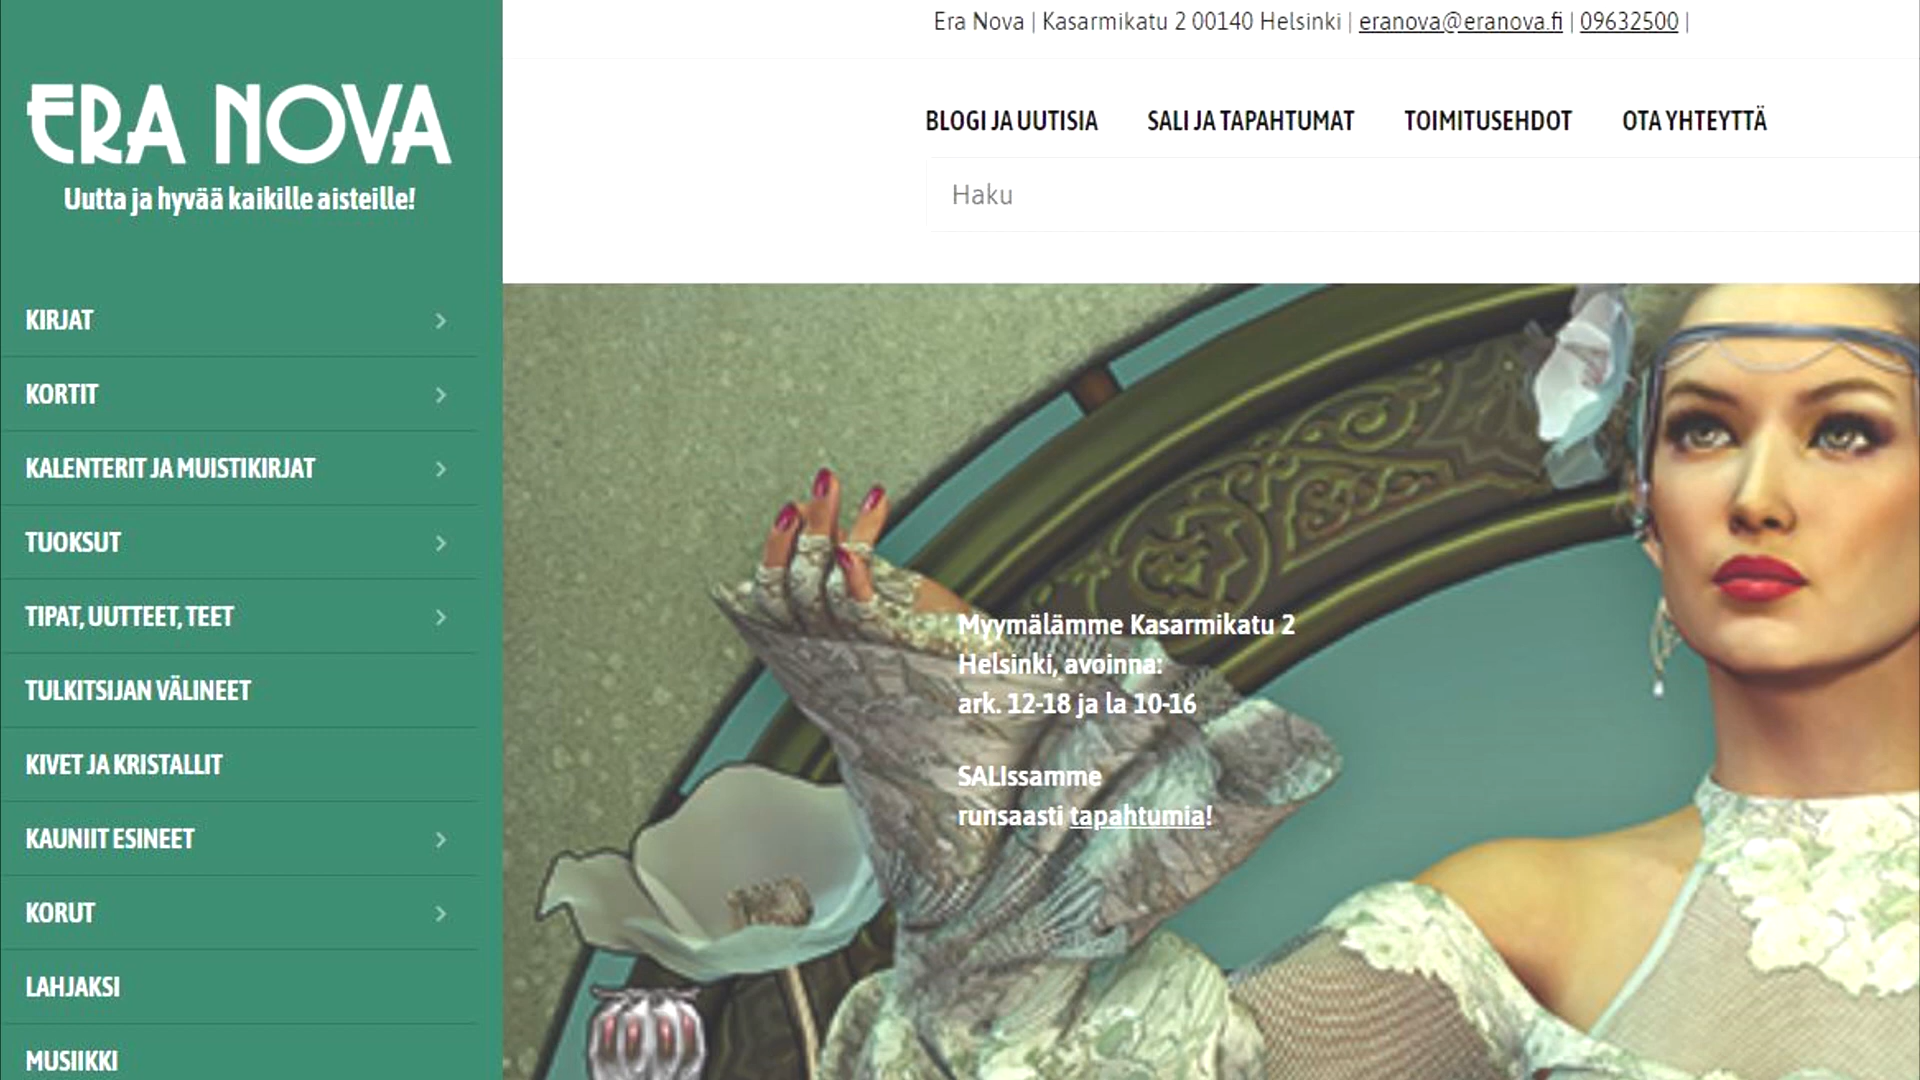 Era Nova | Kasarmikatu 2 00140 Helsinki | eranova@eranova.fi | 09632500 |
ERA NOVA
Uutta ja hyvää kaikille aisteille!
BLOGI JA UUTISIA SALI JA TAPAHTUMAT TOIMITUSEHDOT OTA YHTEYTTÄ
Haku
KIRJAT
KORTIT
KALENTERIT JA MUISTIKIRJAT
TUOKSUT
TIPAT, UUTTEET, TEET
TULKITSIJAN VÄLINEET
KIVET JA KRISTALLIT
KAUNIIT ESINEET
KORUT
LAHJAKSI
MUSIIKKI
Myymälämme Kasarmikatu 2
Helsinki, avoinna:
ark. 12-18 ja la 10-16
SALIssamme
runsaasti tapahtumia!